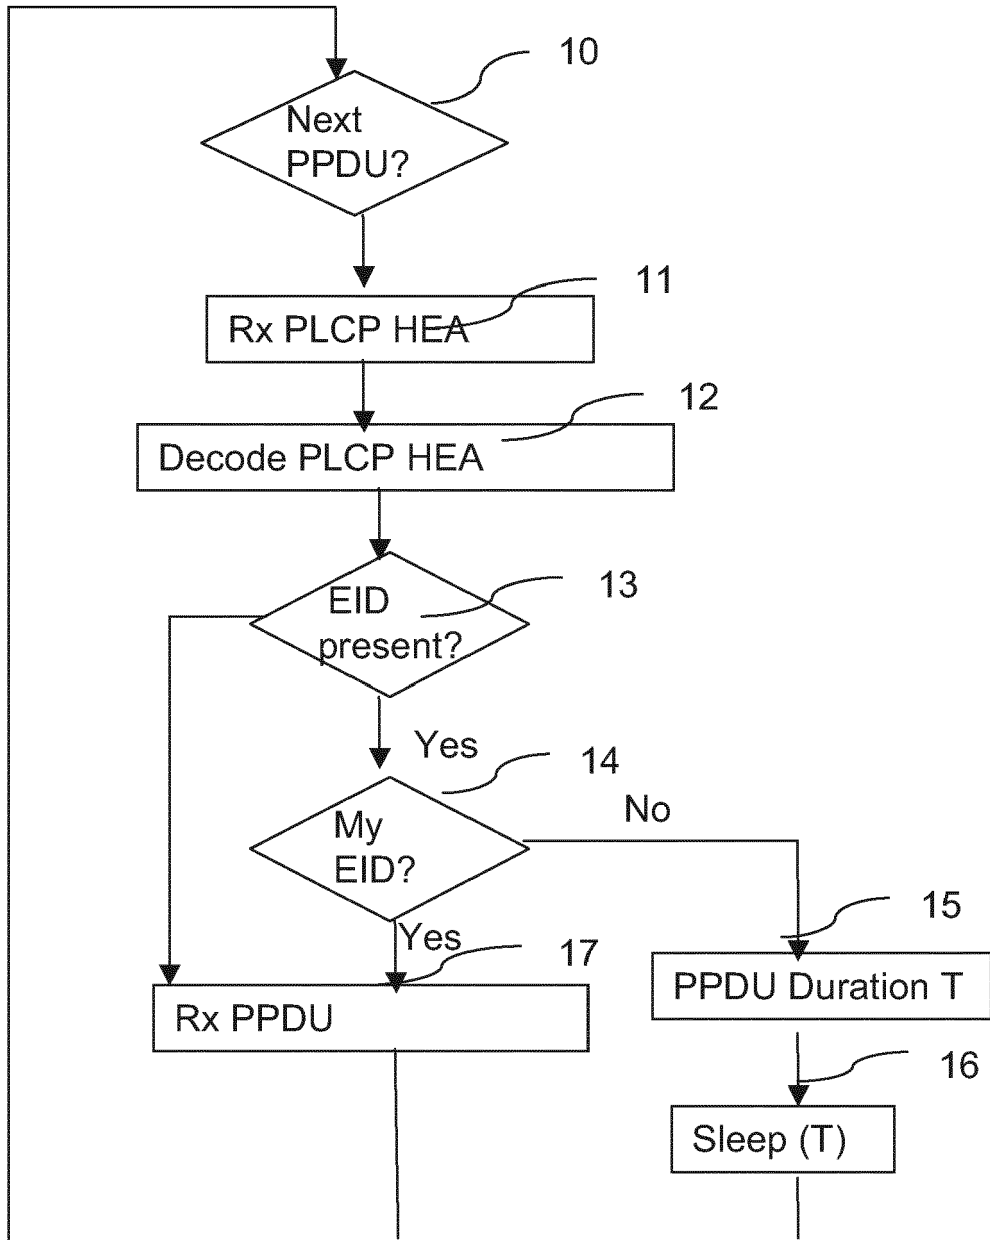 10
Next
PPDU?
11
Rx PLCP HEA
12
Decode PLCP HEA
13
EID
present?
Yes
14
No
My
EID?
Yes
15
17
PPDU Duration T
Rx PPDU
16
Sleep (T)